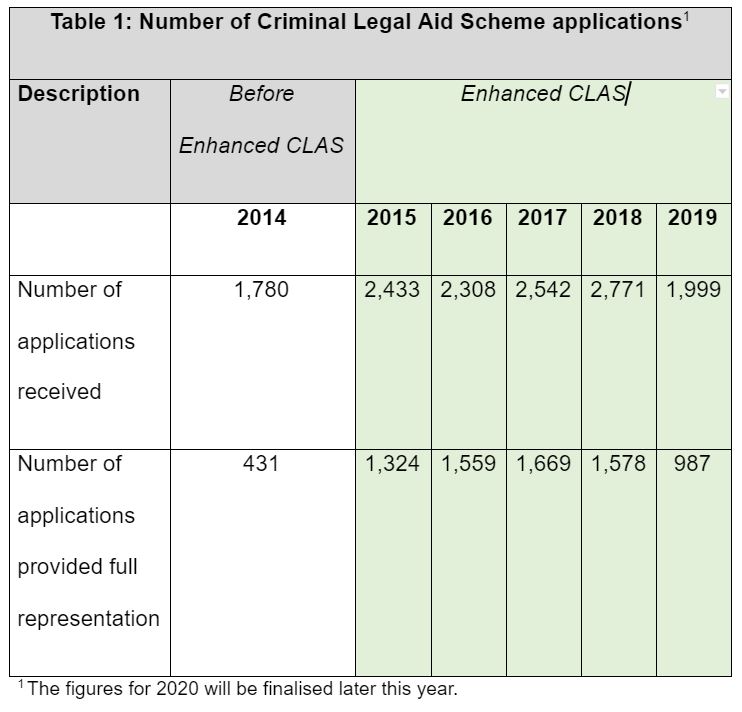 Table 1: Number of Criminal Legal Aid Scheme applications¹
Description
Before
Enhanced CLAS
Enhanced CLAS
2014 2015 2016 2017 2018 2019
Number of
applications
received
1,780 2,433 2,308 2,542 2,771 1,999
Number of
applications
provided full
representation
431 1,324 1,559 1,669 1,578 987
¹ The figures for 2020 will be finalised later this year.